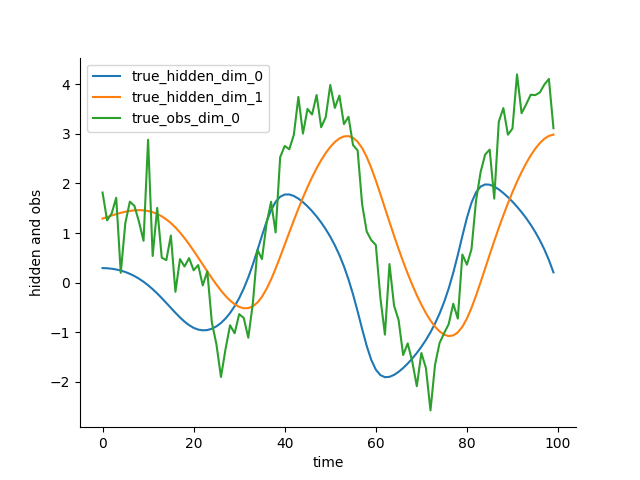 true_hidden_dim_0
true_hidden_dim_1
true_obs_dim_0
hidden and obs
4
3
2
1
0
−1
−2
0 20 40 60 80 100
time